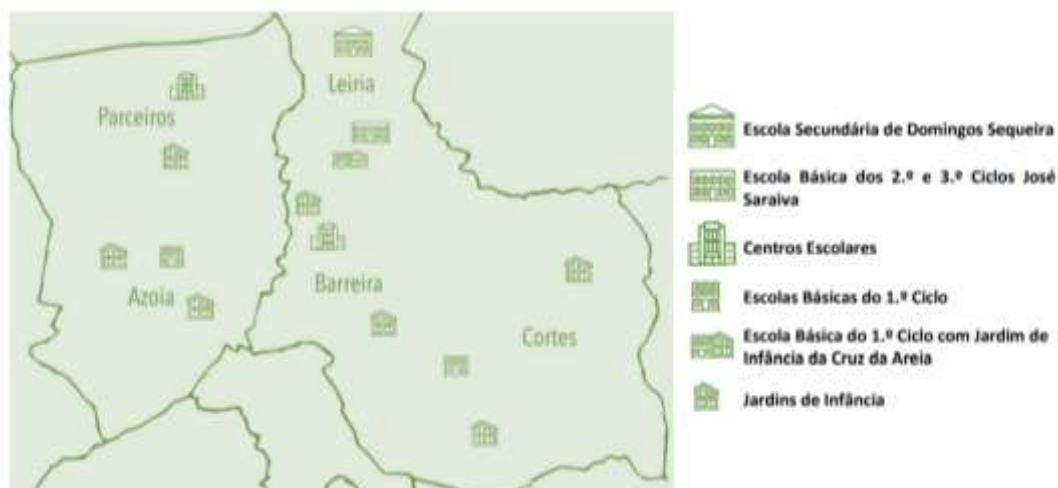 Leiria
Parceiros
Azoia
Barreira
Cortes
Escola Secundária de Domingos Sequeira
Escola Básica dos 2.º e 3.º Ciclos José
Saraiva
Centros Escolares
Escolas Básicas do 1.º Ciclo
Escola Básica do 1.º Ciclo com Jardim de
Infância da Cruz da Areia
Jardins de Infância